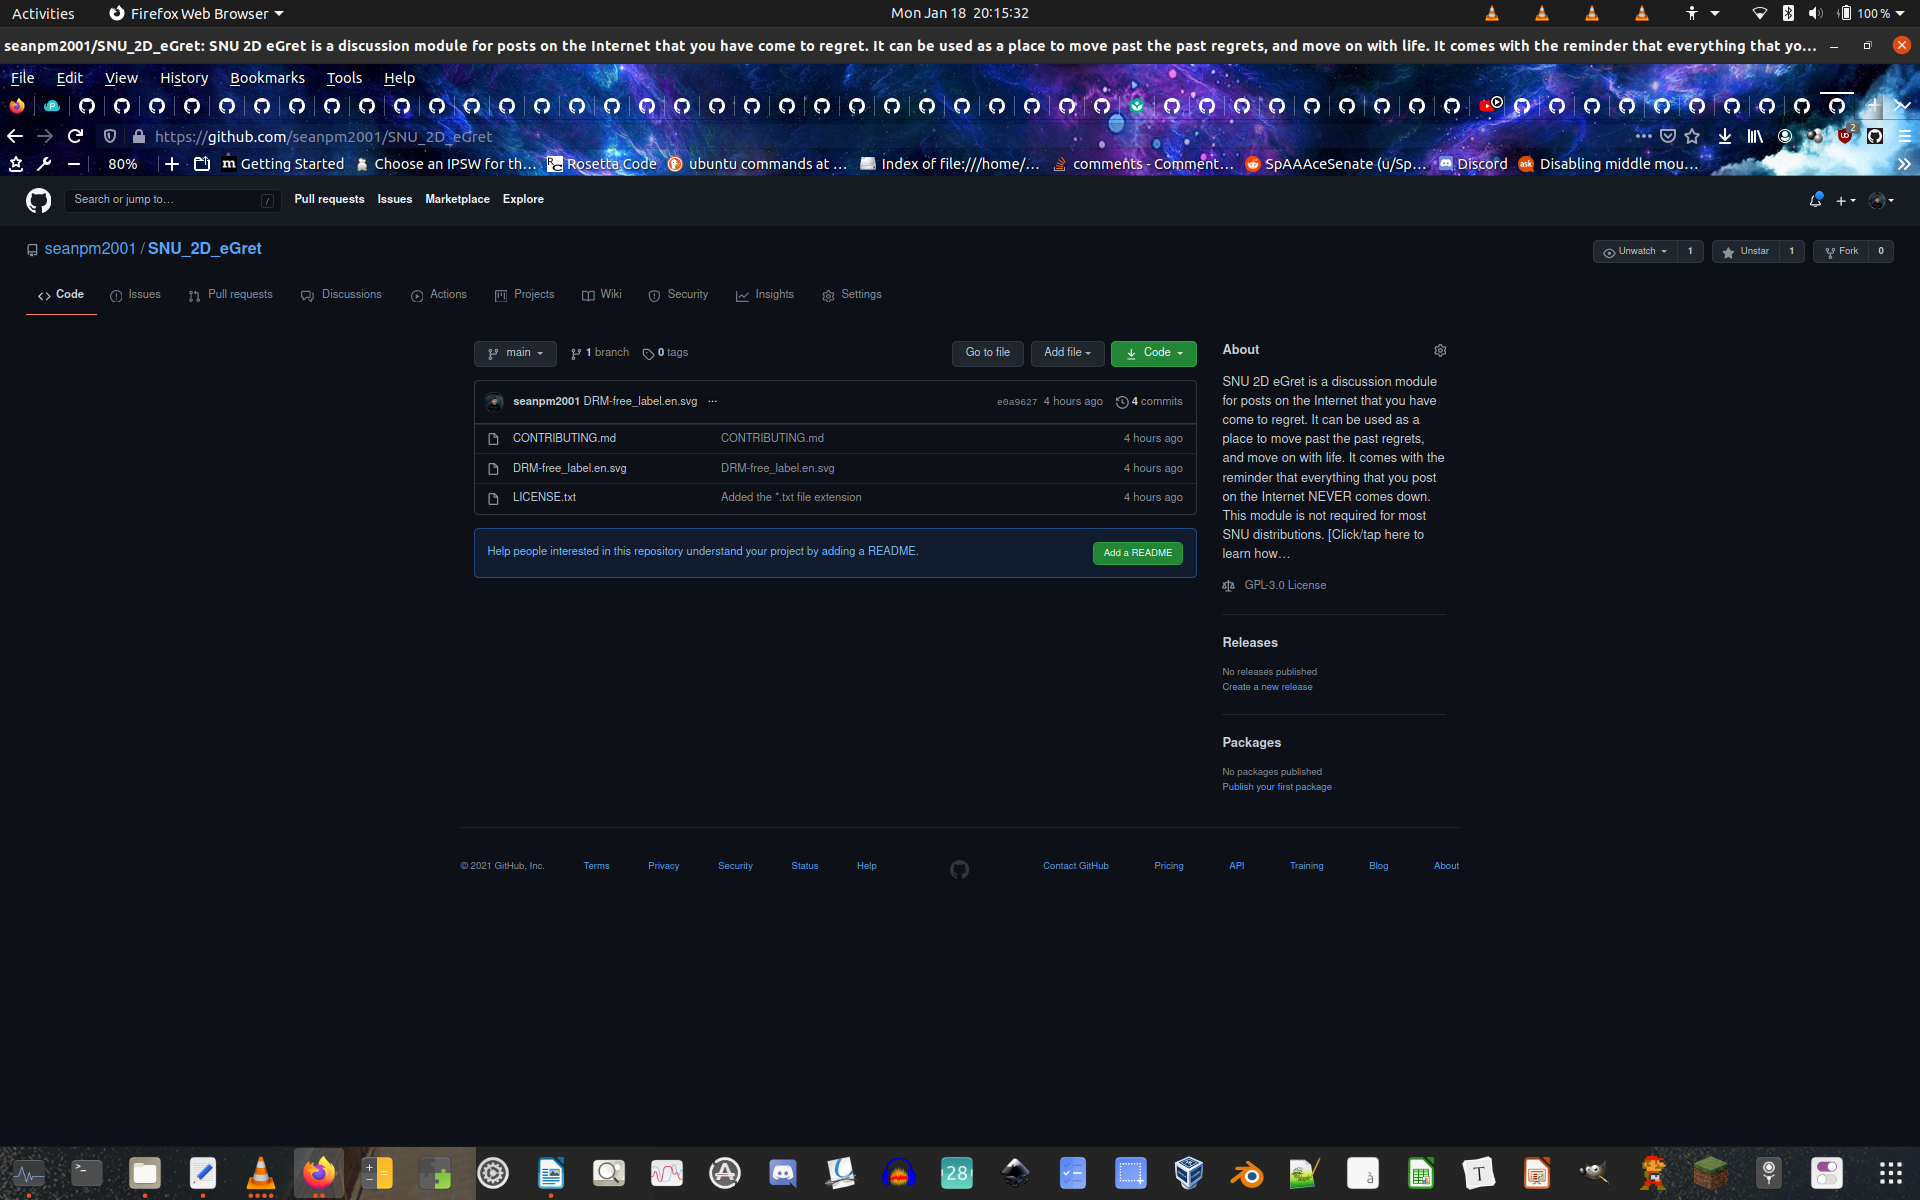 Activities Firefox Web Browser Mon Jan 18 20:15:32 100 %
seanpm2001/SNU_2D_eGret: SNU 2D eGret is a discussion module for posts on the Internet that you have come to regret. It can be used as a place to move past the past regrets, and move on with life. It comes with the reminder that everything that yo…
File Edit View History Bookmarks Tools Help
https://github.com/seanpm2001/SNU_2D_eGret 2
80% Getting Started Choose an IPSW for th… Rosetta Code ubuntu commands at … Index of file:///home/… comments - Comment… SpAAAceSenate (u/Sp… Discord Disabling middle mou…
Search or jump to… / Pull requests Issues Marketplace Explore
seanpm2001 / SNU_2D_eGret Unwatch 1 Unstar 1 Fork 0
Code Issues Pull requests Discussions Actions Projects Wiki Security Insights Settings
main 1 branch 0 tags Go to file Add file Code
seanpm2001 DRM-free_label.en.svg … e0a9627 4 hours ago 4 commits
CONTRIBUTING.md CONTRIBUTING.md 4 hours ago
DRM-free_label.en.svg DRM-free_label.en.svg 4 hours ago
LICENSE.txt Added the *.txt file extension 4 hours ago
Help people interested in this repository understand your project by adding a README. Add a README
About
SNU 2D eGret is a discussion module
for posts on the Internet that you have
come to regret. It can be used as a
place to move past the past regrets,
and move on with life. It comes with the
reminder that everything that you post
on the Internet NEVER comes down.
This module is not required for most
SNU distributions. [Click/tap here to
learn how…
GPL-3.0 License
Releases
No releases published
Create a new release
Packages
No packages published
Publish your first package
© 2021 GitHub, Inc. Terms Privacy Security Status Help Contact GitHub Pricing API Training Blog About
28